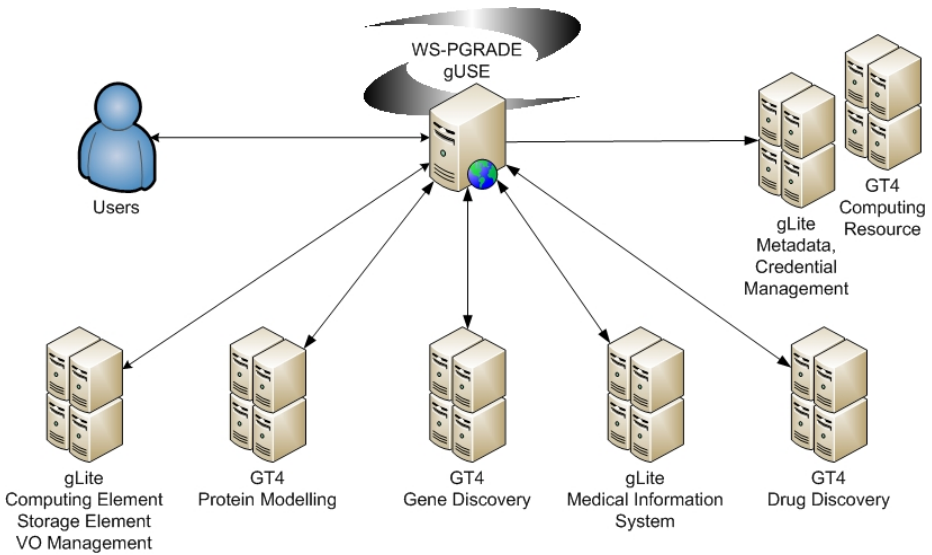 WS-PGRADE
gUSE
Users
GT4
Computing
Resource
gLite
Metadata,
Credential
Management
gLite
Computing Element
Storage Element
VO Management
GT4
Protein Modelling
GT4
Gene Discovery
gLite
Medical Information
System
GT4
Drug Discovery